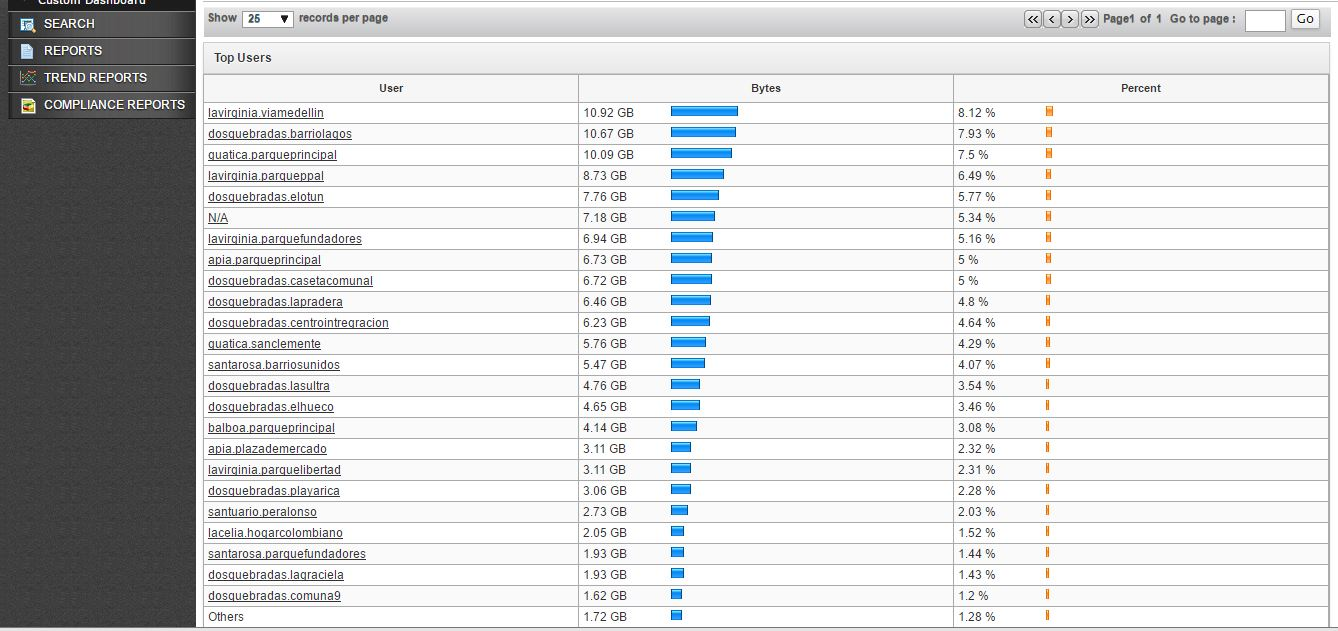 Custom Dashboard
SEARCH
REPORTS
TREND REPORTS
COMPLIANCE REPORTS
Show 25 records per page
Page1 of 1 Go to page : Go
Top Users
User Bytes Percent
lavirginia.viamedellin 10.92 GB 8.12 %
dosquebradas.barriolagos 10.67 GB 7.93 %
guatica.parqueprincipal 10.09 GB 7.5 %
lavirginia.parqueppal 8.73 GB 6.49 %
dosquebradas.elotun 7.76 GB 5.77 %
N/A 7.18 GB 5.34 %
lavirginia.parquefundadores 6.94 GB 5.16 %
apia.parqueprincipal 6.73 GB 5 %
dosquebradas.casetacomunal 6.72 GB 5 %
dosquebradas.lapradera 6.46 GB 4.8 %
dosquebradas.centrointregracion 6.23 GB 4.64 %
guatica.sanclemente 5.76 GB 4.29 %
santarosa.barriosunidos 5.47 GB 4.07 %
dosquebradas.lasultra 4.76 GB 3.54 %
dosquebradas.elhueco 4.65 GB 3.46 %
balboa.parqueprincipal 4.14 GB 3.08 %
apia.plazademercado 3.11 GB 2.32 %
lavirginia.parquelibertad 3.11 GB 2.31 %
dosquebradas.playarica 3.06 GB 2.28 %
santuario.peralonso 2.73 GB 2.03 %
lacelia.hogarcolombiano 2.05 GB 1.52 %
santarosa.parquefundadores 1.93 GB 1.44 %
dosquebradas.lagraciela 1.93 GB 1.43 %
dosquebradas.comuna9 1.62 GB 1.2 %
Others 1.72 GB 1.28 %